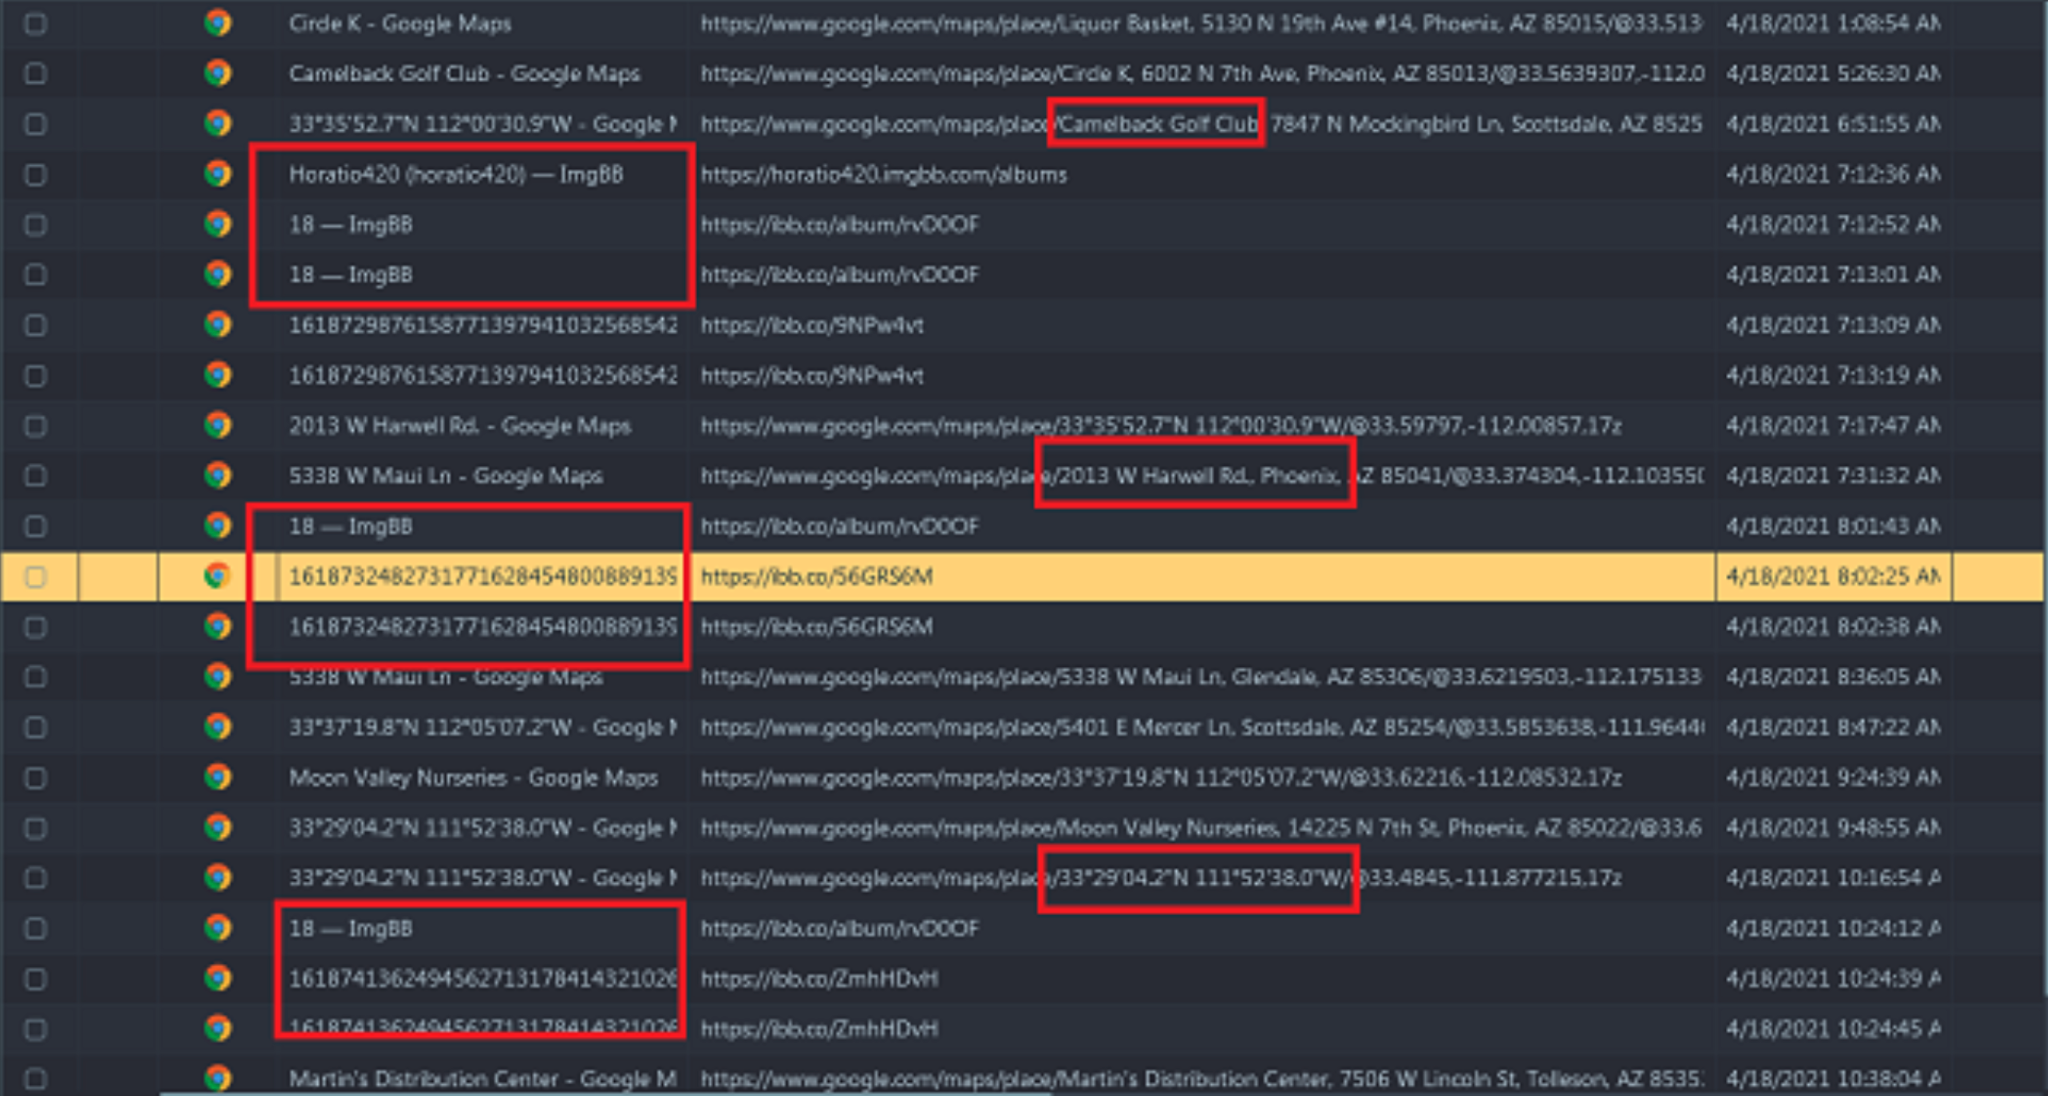 Circle K - Google Maps https://www.google.com/maps/place/Liquor Basket, 5130 N 19th Ave #14, Phoenix, AZ 85015/@33.513 4/18/2021 1:08:54 AM
Camelback Golf Club - Google Maps https://www.google.com/maps/place/Circle K, 6002 N 7th Ave, Phoenix, AZ 85013/@33.5639307,-112.0 4/18/2021 5:26:30 AM
33°35'52.7"N 112°00'30.9"W - Google M https://www.google.com/maps/place/Camelback Golf Club, 7847 N Mockingbird Ln, Scottsdale, AZ 8525 4/18/2021 6:51:55 AM
Horatio420 (horatio420) — ImgBB https://horatio420.imgbb.com/albums 4/18/2021 7:12:36 AM
18 — ImgBB https://ibb.co/album/rvD0OF 4/18/2021 7:12:52 AM
18 — ImgBB https://ibb.co/album/rvD0OF 4/18/2021 7:13:01 AM
1618729876158771397941032568542 https://ibb.co/9NPw4vt 4/18/2021 7:13:09 AM
1618729876158771397941032568542 https://ibb.co/9NPw4vt 4/18/2021 7:13:19 AM
2013 W Harwell Rd. - Google Maps https://www.google.com/maps/place/33°35'52.7"N 112°00'30.9"W/@33.59797,-112.00857,17z 4/18/2021 7:17:47 AM
5338 W Maui Ln - Google Maps https://www.google.com/maps/place/2013 W Harwell Rd., Phoenix, AZ 85041/@33.374304,-112.103550 4/18/2021 7:31:32 AM
18 — ImgBB https://ibb.co/album/rvD0OF 4/18/2021 8:01:43 AM
1618732482731771628454800889139 https://ibb.co/56GRS6M 4/18/2021 8:02:25 AM
1618732482731771628454800889139 https://ibb.co/56GRS6M 4/18/2021 8:02:38 AM
5338 W Maui Ln - Google Maps https://www.google.com/maps/place/5338 W Maui Ln, Glendale, AZ 85306/@33.6219503,-112.175133 4/18/2021 8:36:05 AM
33°37'19.8"N 112°05'07.2"W - Google M https://www.google.com/maps/place/5401 E Mercer Ln, Scottsdale, AZ 85254/@33.5853638,-111.9644 4/18/2021 8:47:22 AM
Moon Valley Nurseries - Google Maps https://www.google.com/maps/place/33°37'19.8"N 112°05'07.2"W/@33.62216,-112.08532,17z 4/18/2021 9:24:39 AM
33°29'04.2"N 111°52'38.0"W - Google M https://www.google.com/maps/place/Moon Valley Nurseries, 14225 N 7th St, Phoenix, AZ 85022/@33.6 4/18/2021 9:48:55 AM
33°29'04.2"N 111°52'38.0"W - Google M https://www.google.com/maps/place/33°29'04.2"N 111°52'38.0"W/@33.4845,-111.877215,17z 4/18/2021 10:16:54 A
18 — ImgBB https://ibb.co/album/rvD0OF 4/18/2021 10:24:12 A
1618741362494562713178414321026 https://ibb.co/ZmhHDvH 4/18/2021 10:24:39 A
1618741362494562713178414321026 https://ibb.co/ZmhHDvH 4/18/2021 10:24:45 A
Martin's Distribution Center - Google M https://www.google.com/maps/place/Martin's Distribution Center, 7506 W Lincoln St, Tolleson, AZ 8535 4/18/2021 10:38:04 A